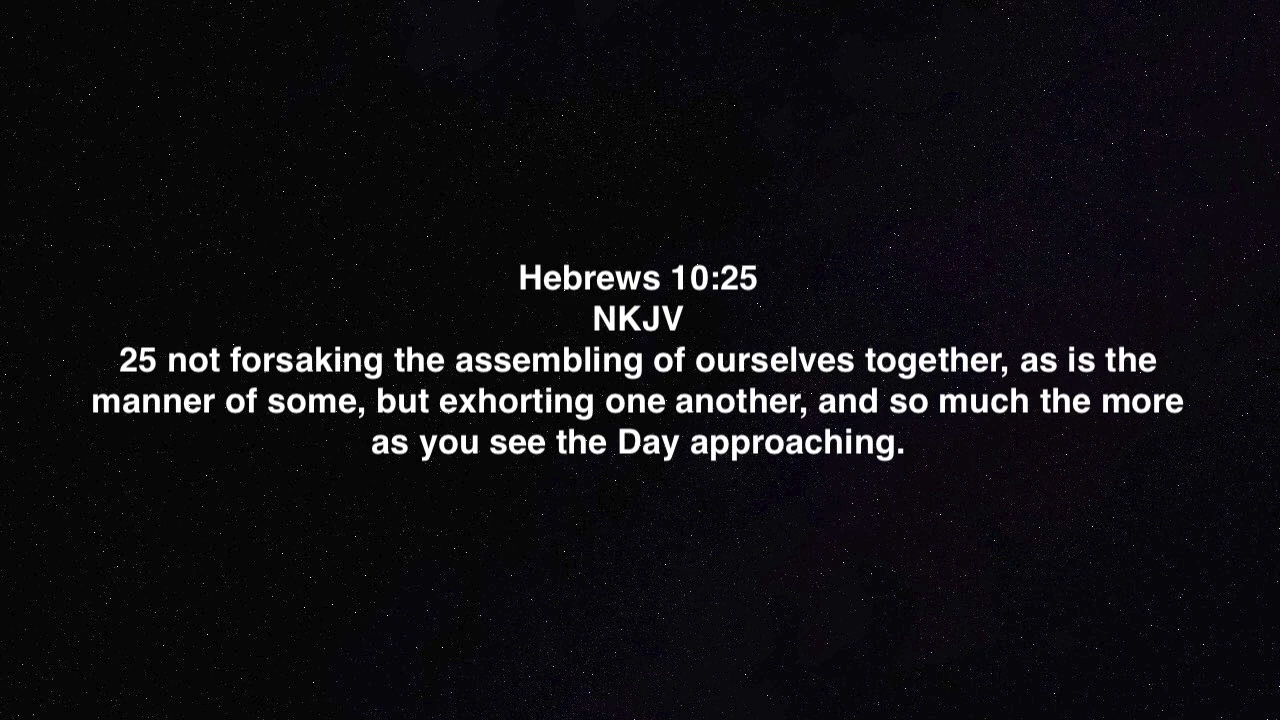 Hebrews 10:25
NKJV
25 not forsaking the assembling of ourselves together, as is the
manner of some, but exhorting one another, and so much the more
as you see the Day approaching.